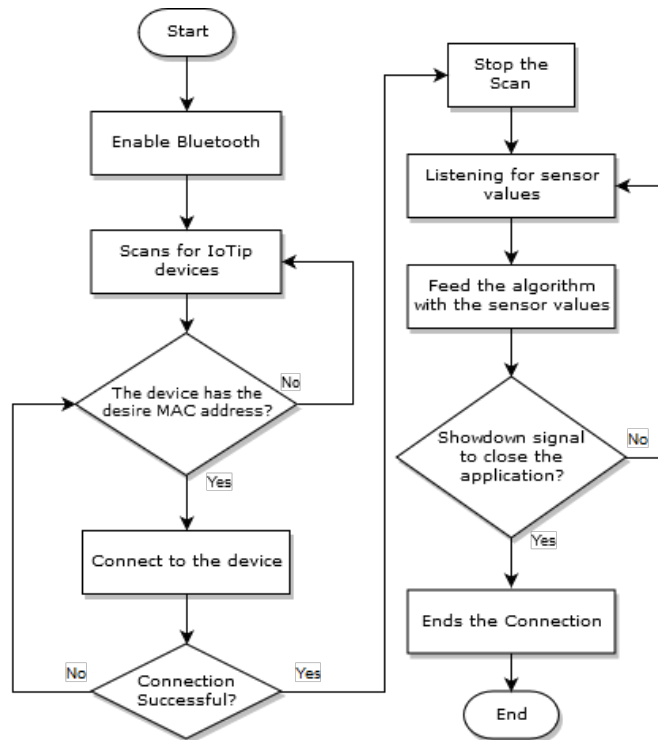 Start
Enable Bluetooth
Scans for IoTip
devices
The device has the
desire MAC address?
No
Yes
Connect to the device
Connection
Successful?
No
Yes
Stop the
Scan
Listening for sensor
values
Feed the algorithm
with the sensor values
Showdown signal
to close the
application?
No
Yes
Ends the Connection
End